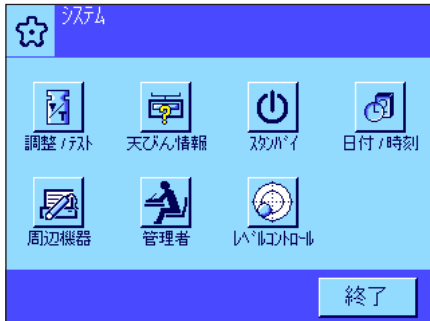 システム
調整 / テスト
天びん情報
スタンバイ
日付 / 時刻
周辺機器
管理者
レベルコントロール
終了